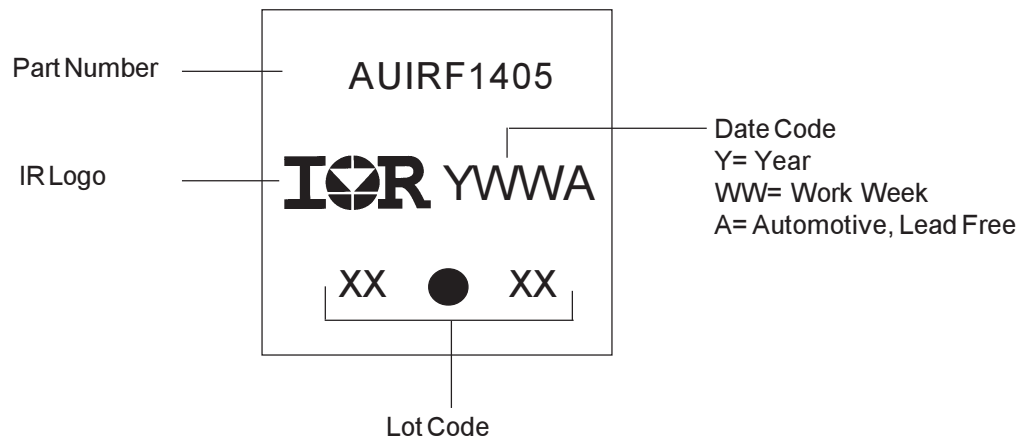 Part Number
AUIRF1405
Date Code
Y= Year
WW= Work Week
A= Automotive, Lead Free
IR Logo
IOR YWWA
XX XX
Lot Code